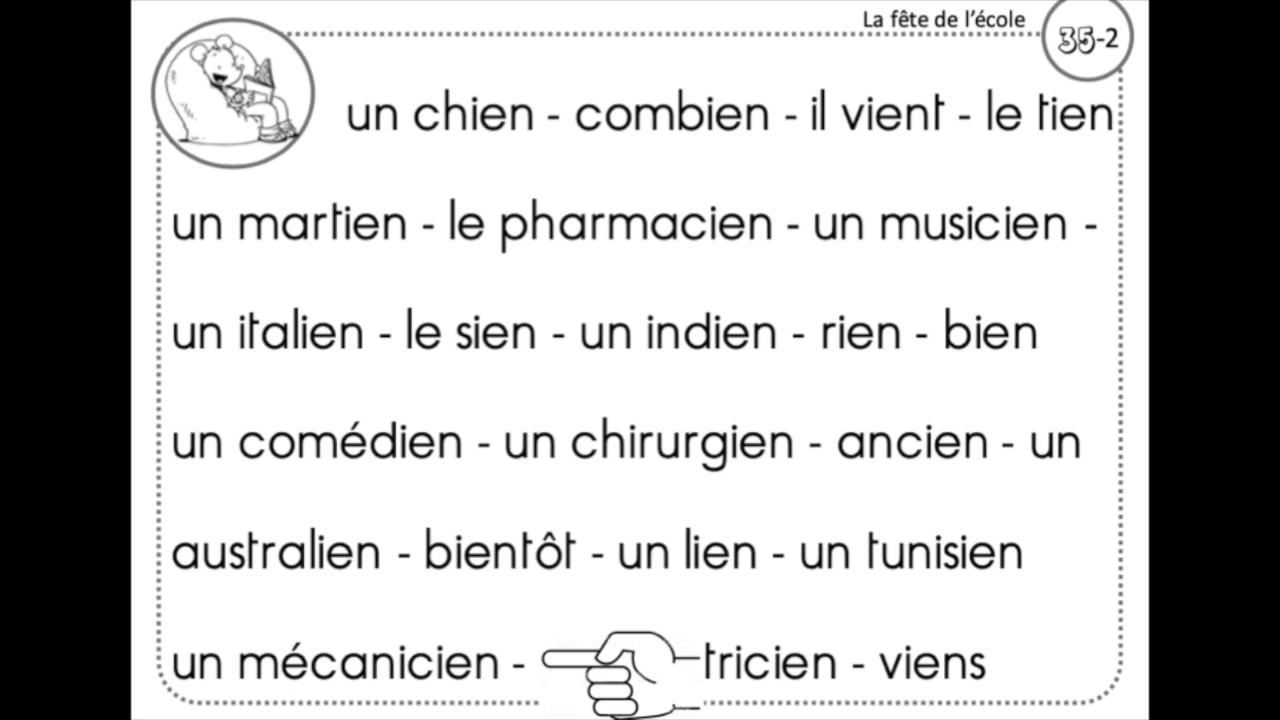 La fête de l'école
35-2
un chien - combien - il vient - le tien
un martien - le pharmacien - un musicien -
un italien - le sien - un indien - rien - bien
un comédien - un chirurgien - ancien - un
australien - bientôt - un lien - un tunisien
un mécanicien - tricien - viens